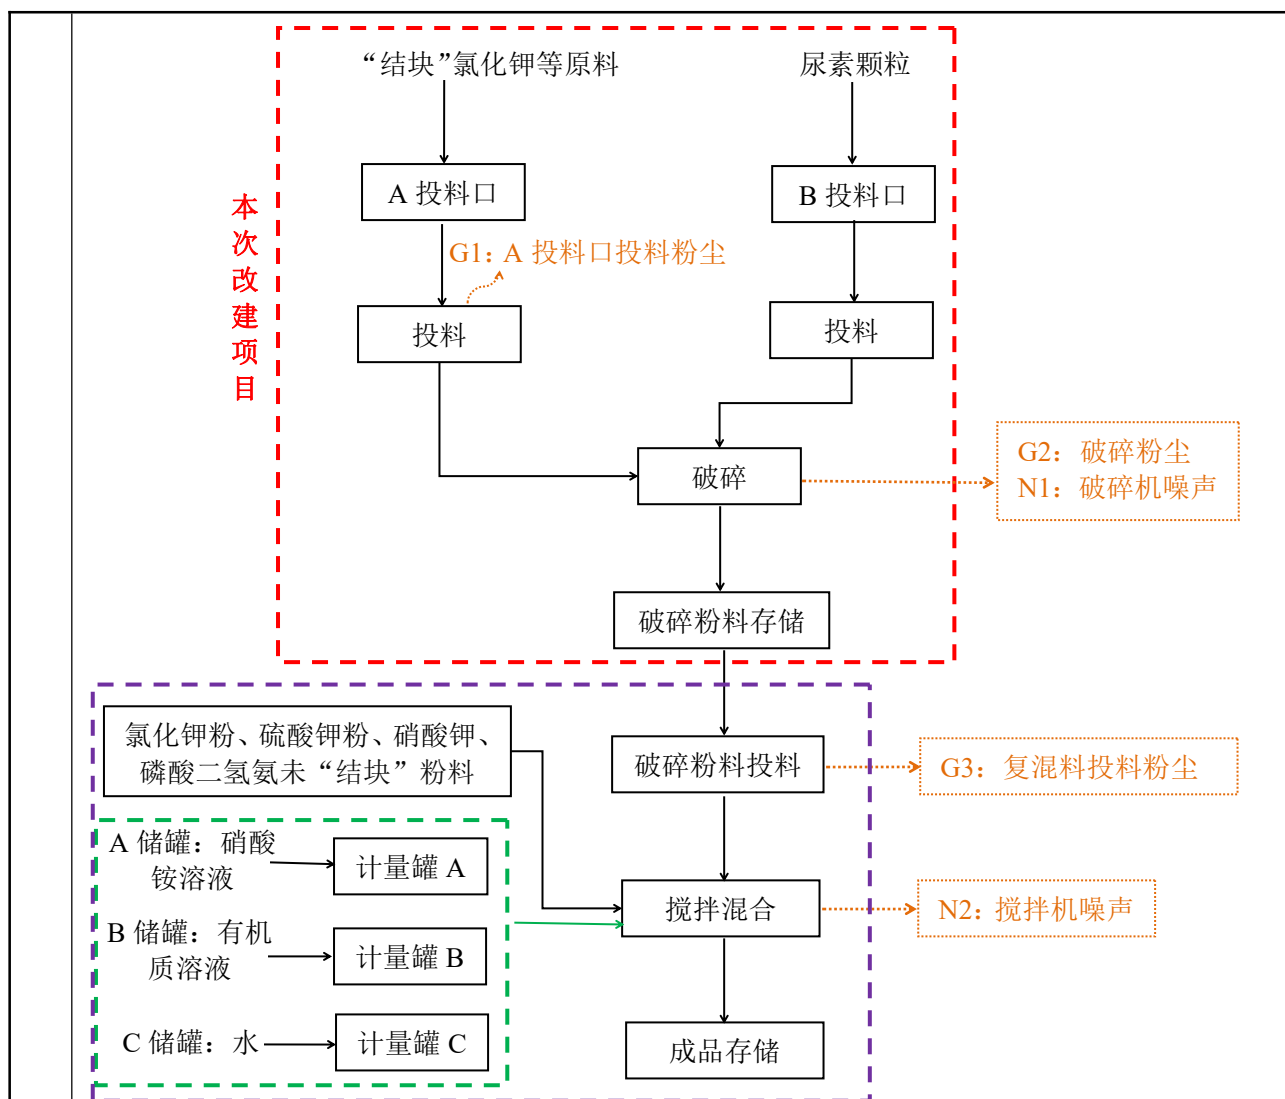 “结块”氯化钾等原料
尿素颗粒
A 投料口
B 投料口
本次改建项目
G1：A 投料口投料粉尘
投料
投料
破碎
G2：破碎粉尘
N1：破碎机噪声
破碎粉料存储
氯化钾粉、硫酸钾粉、硝酸钾、
磷酸二氢氨未“结块”粉料
破碎粉料投料
G3：复混料投料粉尘
A 储罐：硝酸
铵溶液
计量罐 A
搅拌混合
N2：搅拌机噪声
B 储罐：有机
质溶液
计量罐 B
C 储罐：水
计量罐 C
成品存储